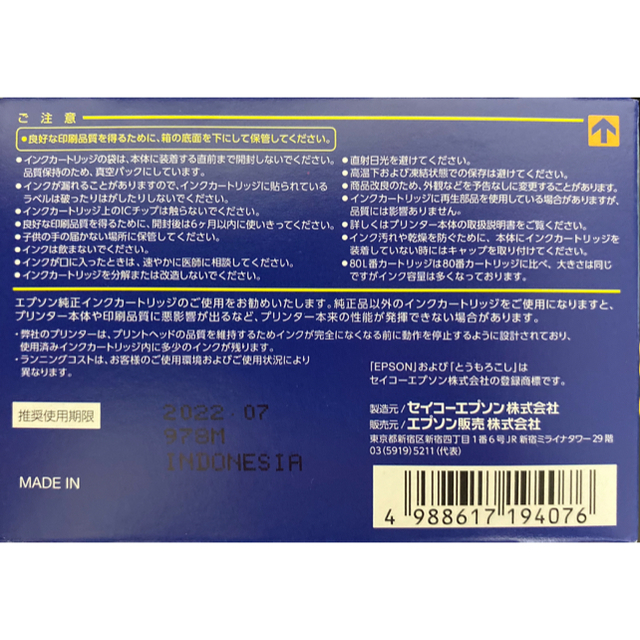 ご注意
●良好な印刷品質を得るために、箱の底面を下にして保管してください。
●インクカートリッジの袋は、本体に装着する直前まで開封しないでください。
品質保持のため、真空パックにしています。
●インクが漏れることがありますので、インクカートリッジに貼られている
ラベルは破ったりはがしたりしないでください。
●インクカートリッジ上のICチップは触らないでください。
●良好な印刷品質を得るために、開封後は6ヶ月以内に使いきってください。
●子供の手の届かない場所に保管してください。
●インクは飲まないでください。
●インクが口に入ったときは、速やかに医師に相談してください。
●インクカートリッジを分解または改造しないでください。
●直射日光を避けてください。
●高温下および凍結状態での保存は避けてください。
●商品改良のため、外観などを予告なしに変更することがあります。
●インクカートリッジに再生部品を使用している場合がありますが、
品質には影響ありません。
●詳しくはプリンター本体の取扱説明書をご覧ください。
●インク汚れや乾燥を防ぐために、本体にインクカートリッジを
装着していない時にはキャップを取り付けてください。
●80L番カートリッジは80番カートリッジに比べ、大きさは同じ
ですがインク容量は多くなっております。
エプソン純正インクカートリッジのご使用をお勧めいたします。純正品以外のインクカートリッジをご使用になりますと、
プリンター本体や印刷品質に悪影響が出るなど、プリンター本来の性能が発揮できない場合があります。
・弊社のプリンターは、プリントヘッドの品質を維持するためインクが完全になくなる前に動作を停止するように設計されており、
使用済みインクカートリッジ内に多少のインクが残ります。
・ランニングコストは、お客様のご使用環境およびご使用状況により
異なります。
「EPSON」および「とうもろこし」は
セイコーエプソン株式会社の登録商標です。
推奨使用期限
2022.07
978M
INDONESIA
MADE IN
製造元/セイコーエプソン株式会社
販売元/エプソン販売株式会社
東京都新宿区新宿四丁目1番6号JR新宿ミライナタワー29階
03(5919)5211(代表)
4 988617 194076